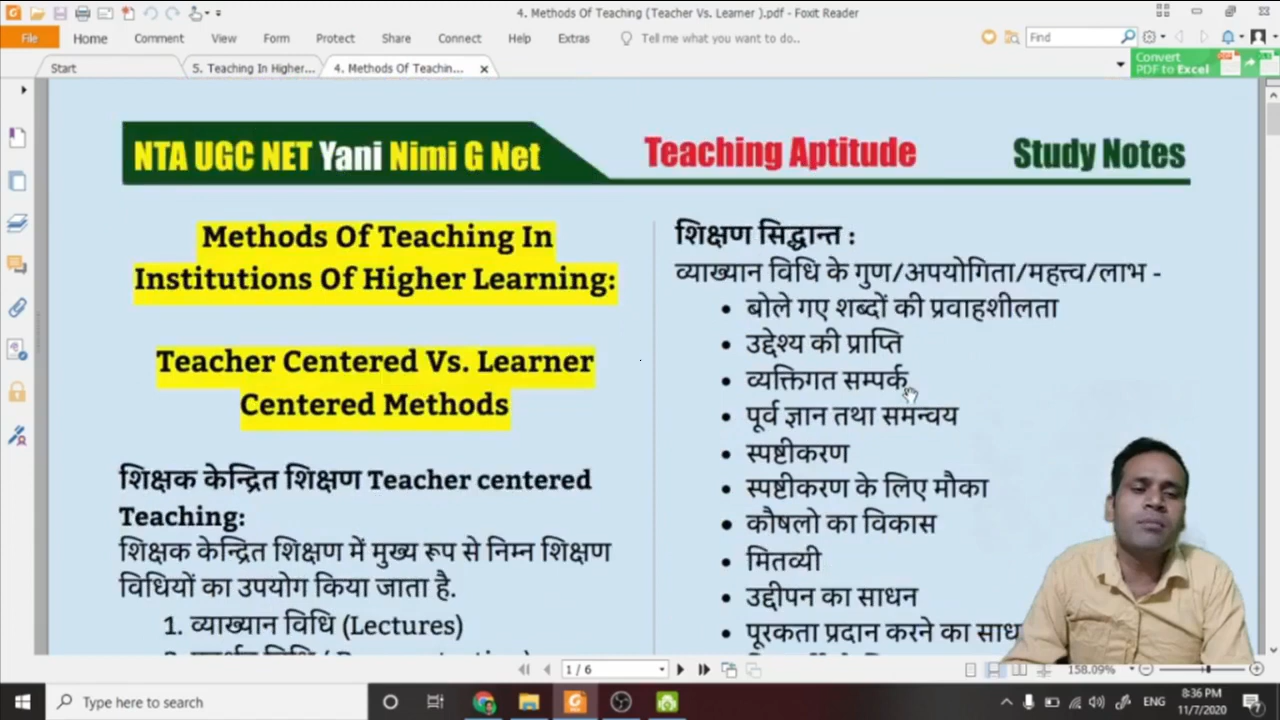 4. Methods Of Teaching (Teacher Vs. Learner ).pdf - Foxit Reader
File Home Comment View Form Protect Share Connect Help Extras Tell me what you want to do.. Find
Start 5. Teaching In Higher... 4. Methods Of Teachin...
Convert
PDF to Excel
NTA UGC NET Yani Nimi G Net
Teaching Aptitude
Study Notes
Methods Of Teaching In
Institutions Of Higher Learning:
Teacher Centered Vs. Learner
Centered Methods
शिक्षक केन्द्रित शिक्षण Teacher centered
Teaching:
शिक्षक केन्द्रित शिक्षण में मुख्य रूप से निम्न शिक्षण
विधियों का उपयोग किया जाता है.
1. व्याख्यान विधि (Lectures)
शिक्षण सिद्धान्त :
व्याख्यान विधि के गुण/अपयोगिता/महत्त्व/लाभ -
• बोले गए शब्दों की प्रवाहशीलता
• उद्देश्य की प्राप्ति
• व्यक्तिगत सम्पर्क
• पूर्व ज्ञान तथा समन्वय
• स्पष्टीकरण
• स्पष्टीकरण के लिए मौका
• कौषलो का विकास
• मितव्यी
• उद्दीपन का साधन
• पूरकता प्रदान करने का साध
1 / 6
158.09%
Type here to search
ENG
8:36 PM
11/7/2020